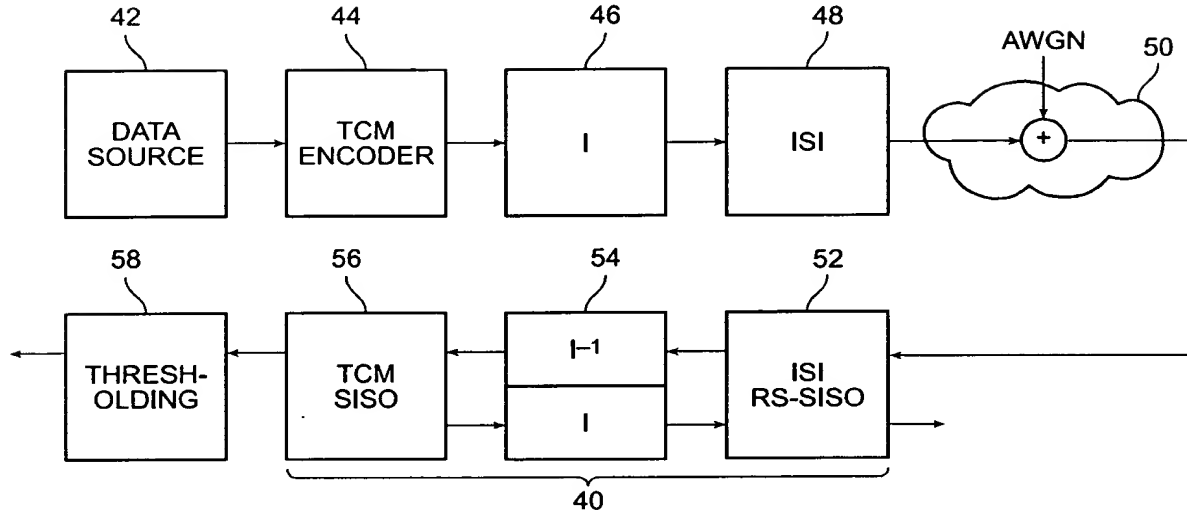 42
44
46
48
AWGN
50
DATA
SOURCE
TCM
ENCODER
I
ISI
+
58
56
54
52
THRESH-
OLDING
TCM
SISO
I–1
I
ISI
RS-SISO
40